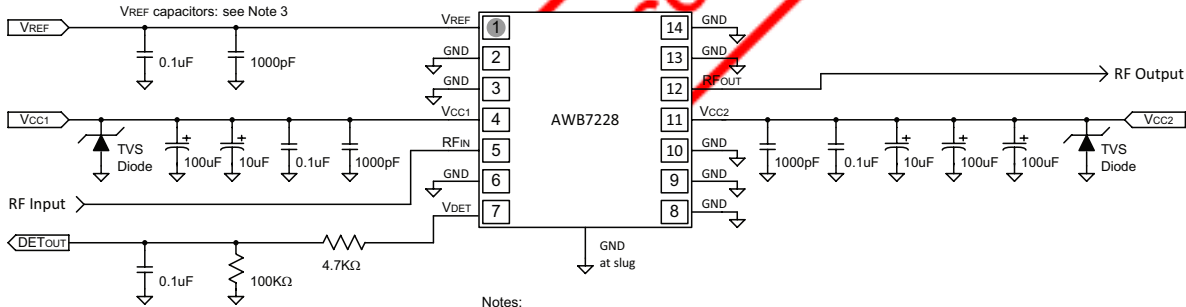 VREF capacitors: see Note 3
VREF
0.1uF
1000pF
VREF
1
GND
2
GND
3
VCC1
TVS
Diode
100uF
10uF
0.1uF
1000pF
VCC1
4
RFIN
5
RF Input
GND
6
VDET
7
DETOUT
0.1uF
100KΩ
4.7KΩ
AWB7228
GND
at slug
14
GND
13
GND
12
RFOUT
RF Output
11
VCC2
VCC2
10
GND
9
GND
8
GND
1000pF
0.1uF
10uF
100uF
100uF
TVS
Diode
Notes: